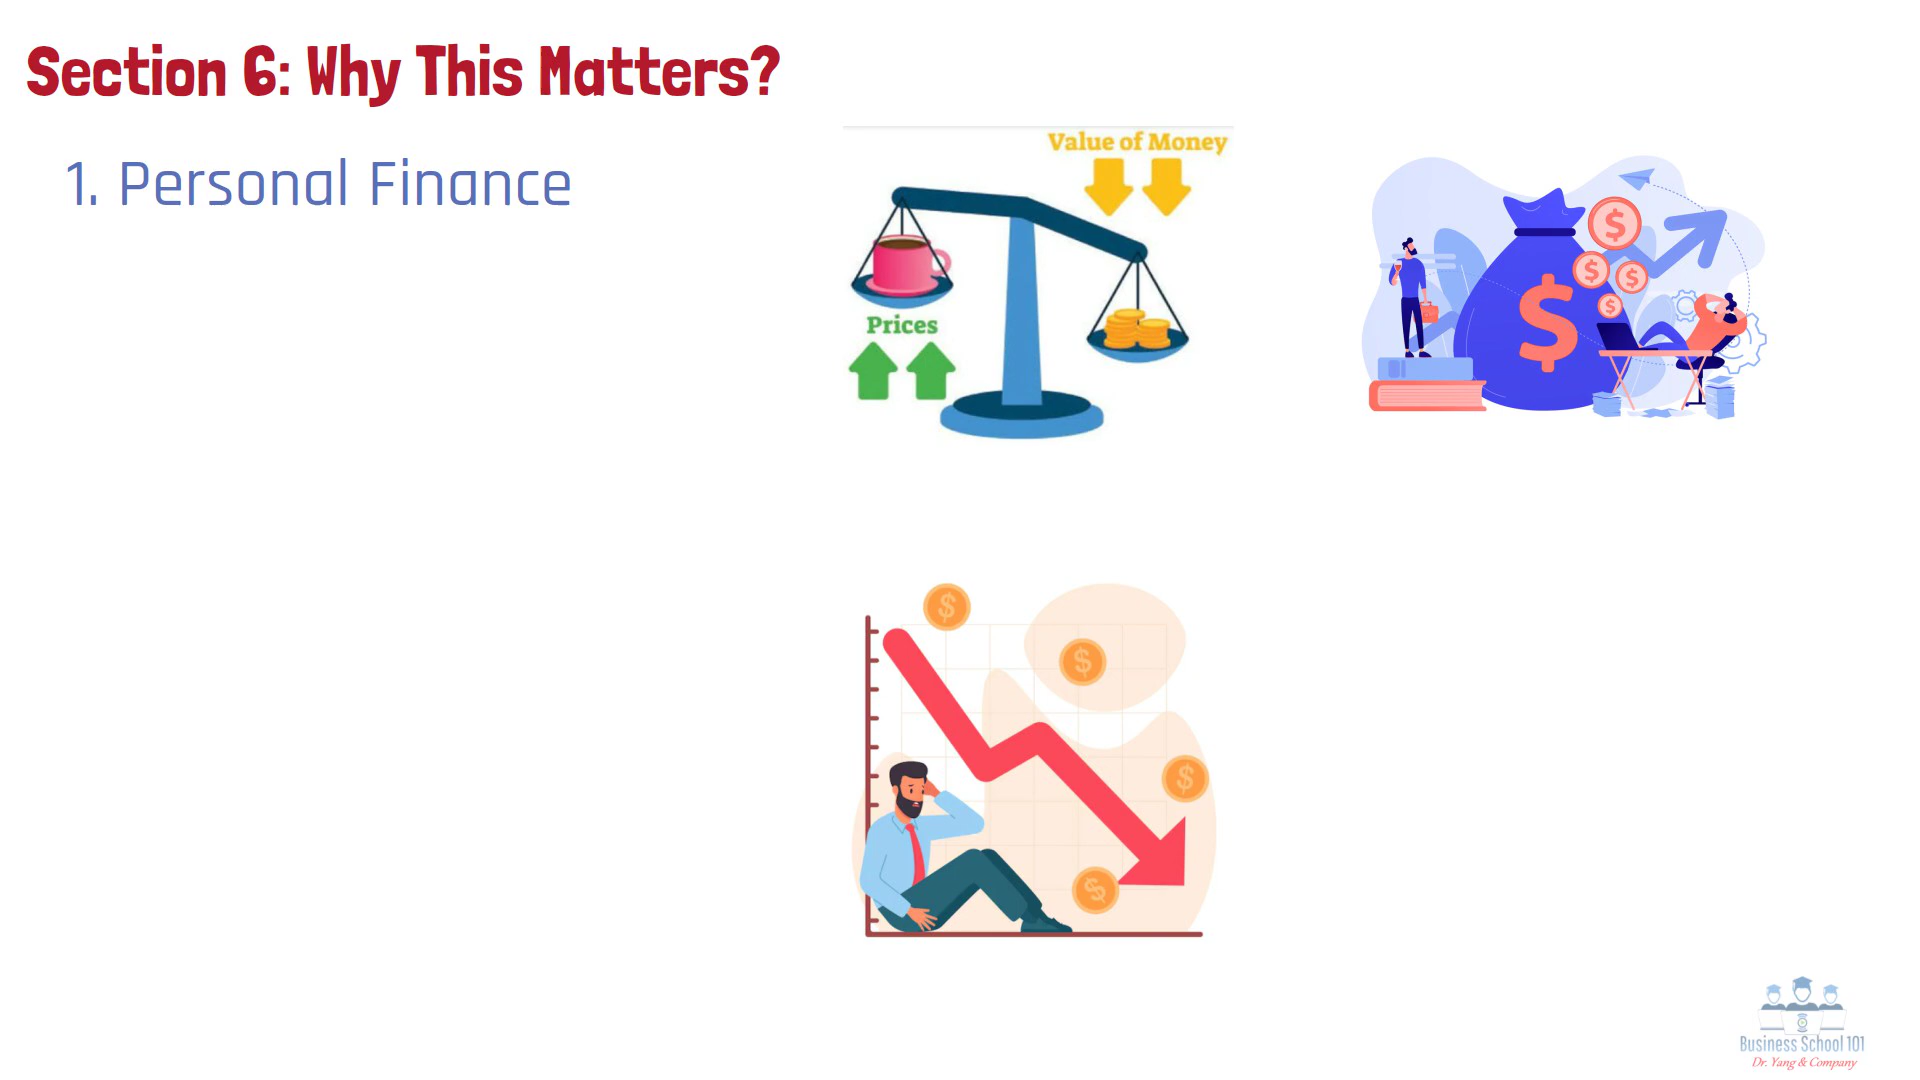 Section 6: Why This Matters?
1. Personal Finance
Value of Money
Prices
$
$
$
$
$
$
$
$
$
Business School 101
Dr. Yang & Company